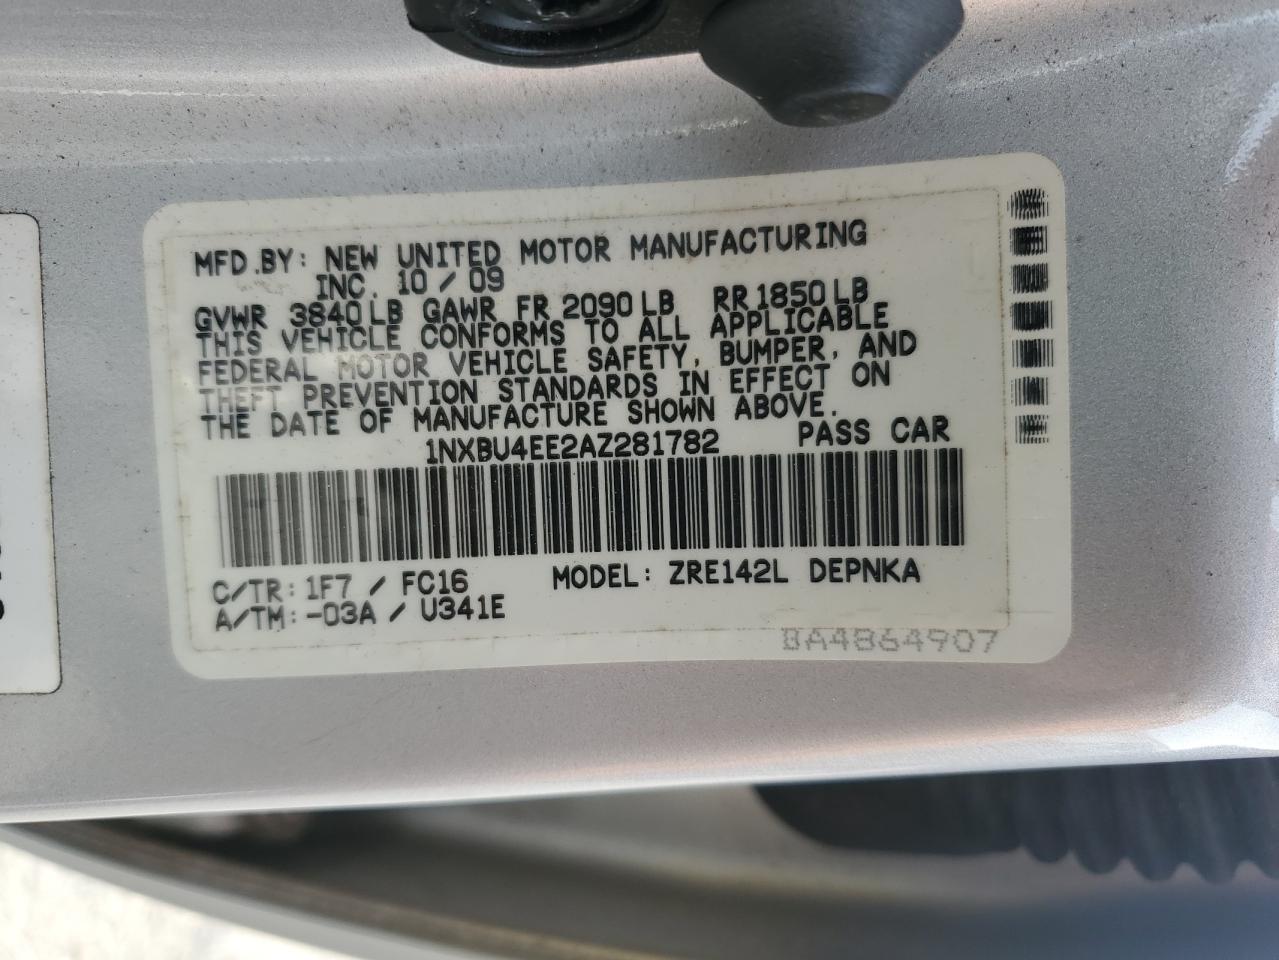 MFD.BY: NEW UNITED MOTOR MANUFACTURING
INC. 10 / 09
GVWR 3840 LB GAWR FR 2090 LB RR 1850 LB
THIS VEHICLE CONFORMS TO ALL APPLICABLE
FEDERAL MOTOR VEHICLE SAFETY, BUMPER, AND
THEFT PREVENTION STANDARDS IN EFFECT ON
THE DATE OF MANUFACTURE SHOWN ABOVE.
1NXBU4EE2AZ281782 PASS CAR
C/TR: 1F7 / FC16 MODEL: ZRE142L DEPNKA
A/TM: -03A / U341E
BA4864907